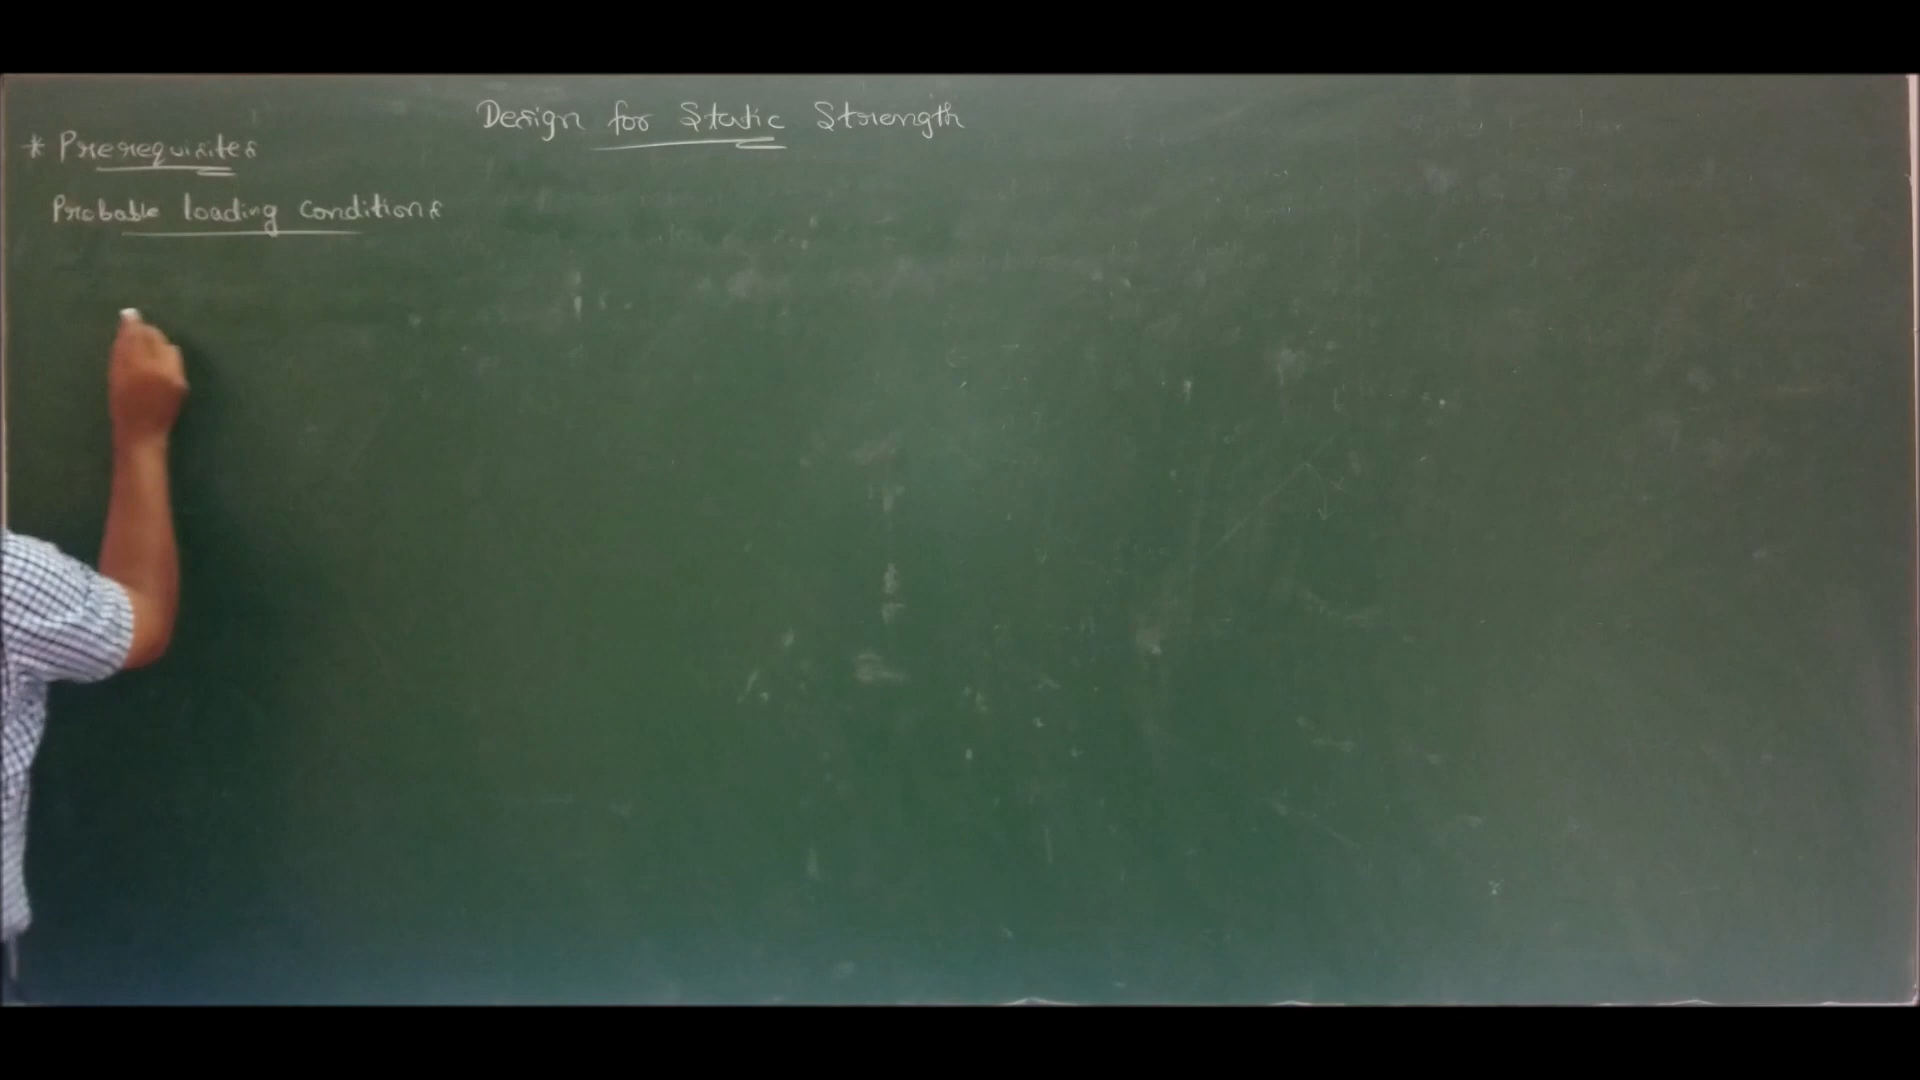 Design for Static Strength
* Prerequisites
Probable loading conditions